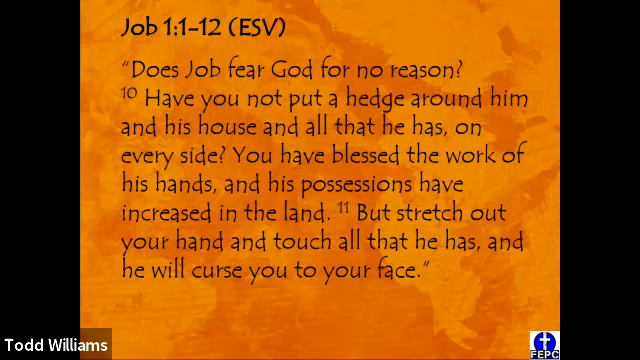 Job 1:1-12 (ESV)
“Does Job fear God for no reason?
10 Have you not put a hedge around him
and his house and all that he has, on
every side? You have blessed the work of
his hands, and his possessions have
increased in the land. 11 But stretch out
your hand and touch all that he has, and
he will curse you to your face.”
Todd Williams
FEPC